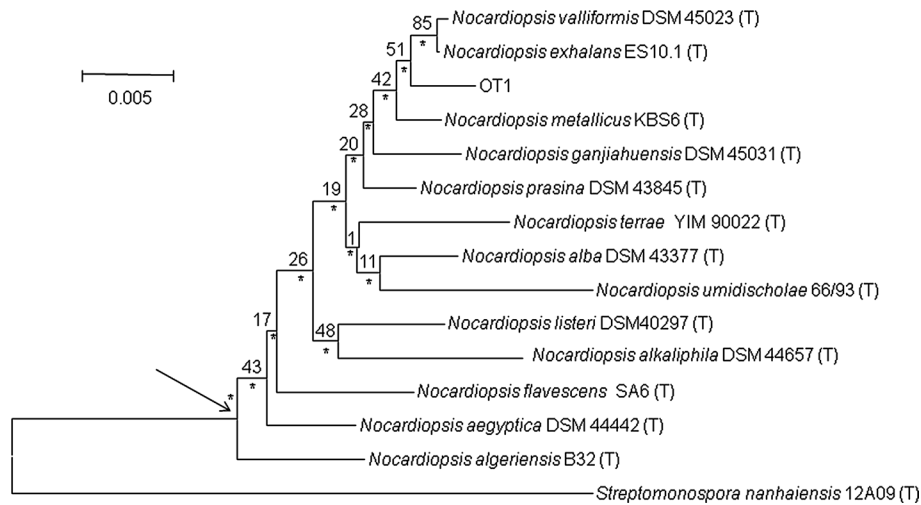 85
Nocardiopsis valliformis DSM 45023 (T)
*
Nocardiopsis exhalans ES10.1 (T)
51
*
OT1
42
*
Nocardiopsis metallicus KBS6 (T)
0.005
28
*
Nocardiopsis ganjiahuensis DSM 45031 (T)
20
*
Nocardiopsis prasina DSM 43845 (T)
19
*
Nocardiopsis terrae YIM 90022 (T)
1
*
Nocardiopsis alba DSM 43377 (T)
11
*
Nocardiopsis umidischolae 66/93 (T)
26
*
Nocardiopsis listeri DSM40297 (T)
48
*
Nocardiopsis alkaliphila DSM 44657 (T)
17
*
Nocardiopsis flavescens SA6 (T)
43
*
Nocardiopsis aegyptica DSM 44442 (T)
*
Nocardiopsis algeriensis B32 (T)
Streptomonospora nanhaiensis 12A09 (T)